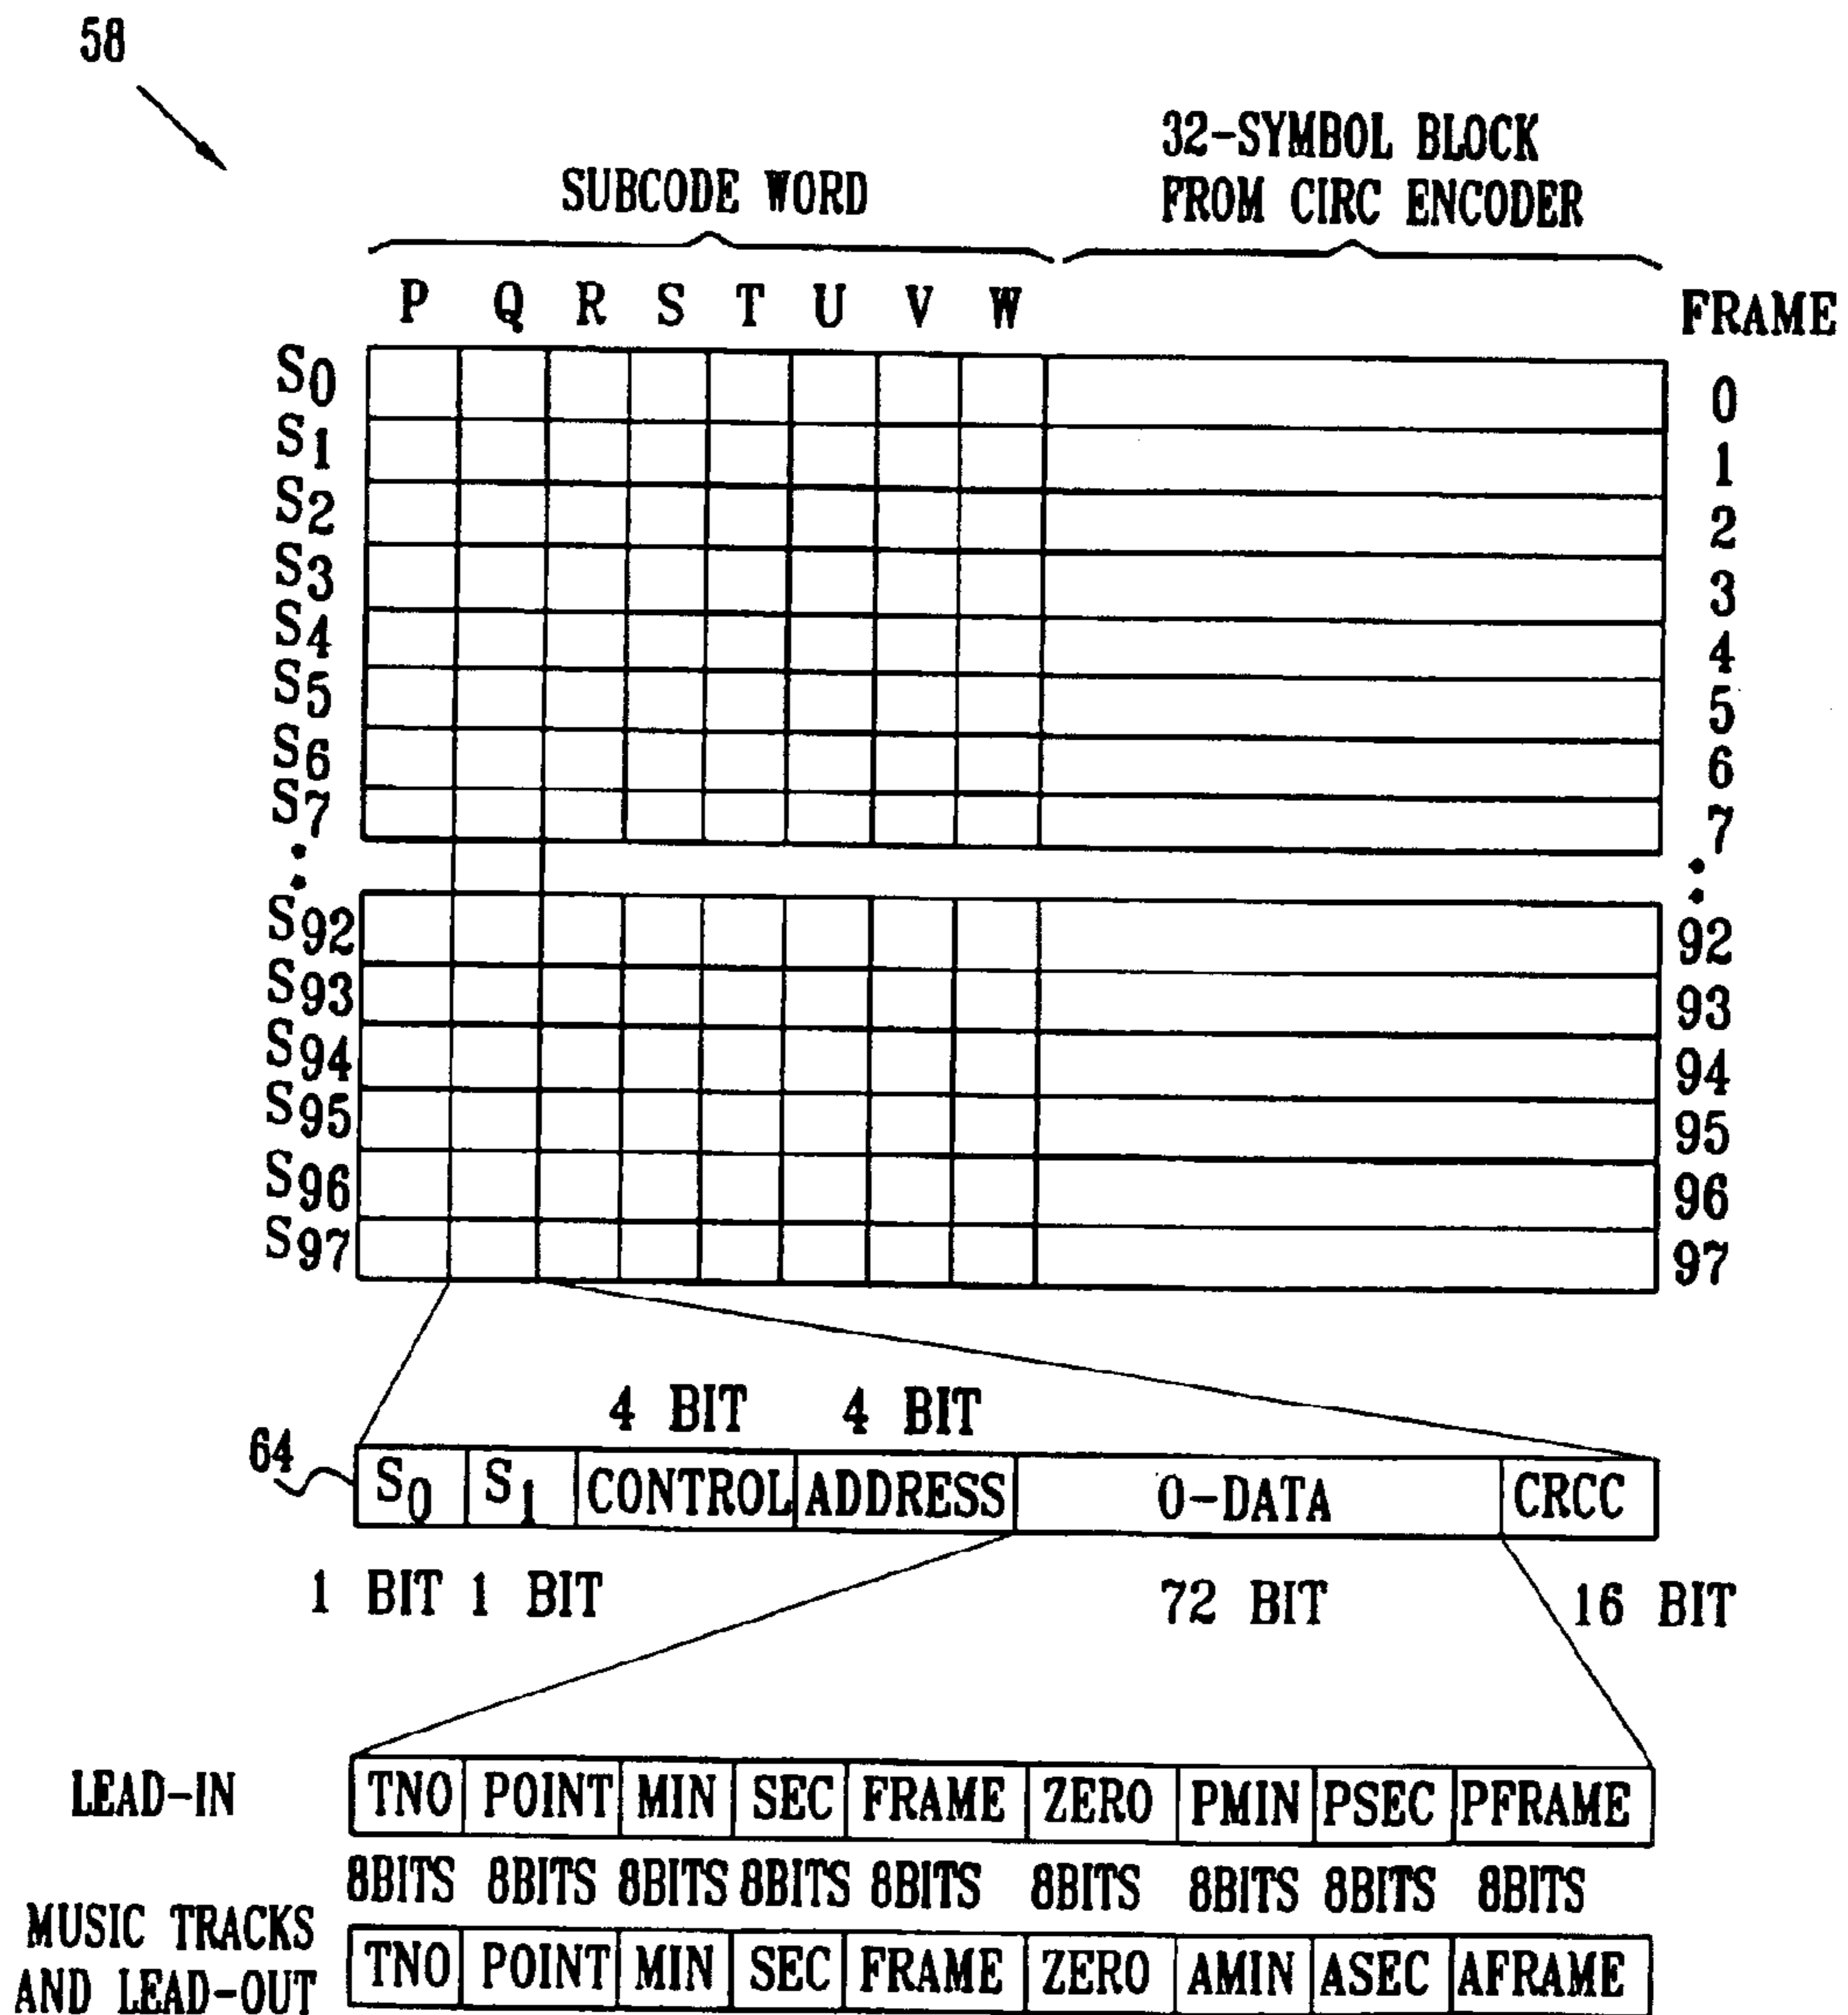 58
32-SYMBOL BLOCK
SUBCODE WORD
FROM CIRC ENCODER
P Q R S T U V W
FRAME
S0 0
S1 1
S2 2
S3 3
S4 4
S5 5
S6 6
S7 7
S92 92
S93 93
S94 94
S95 95
S96 96
S97 97
4 BIT 4 BIT
64
S0 S1 CONTROL ADDRESS 0-DATA CRCC
1 BIT 1 BIT 72 BIT 16 BIT
LEAD-IN TNO POINT MIN SEC FRAME ZERO PMIN PSEC PFRAME
8BITS 8BITS 8BITS 8BITS 8BITS 8BITS 8BITS 8BITS 8BITS
MUSIC TRACKS
AND LEAD-OUT
TNO POINT MIN SEC FRAME ZERO AMIN ASEC AFRAME